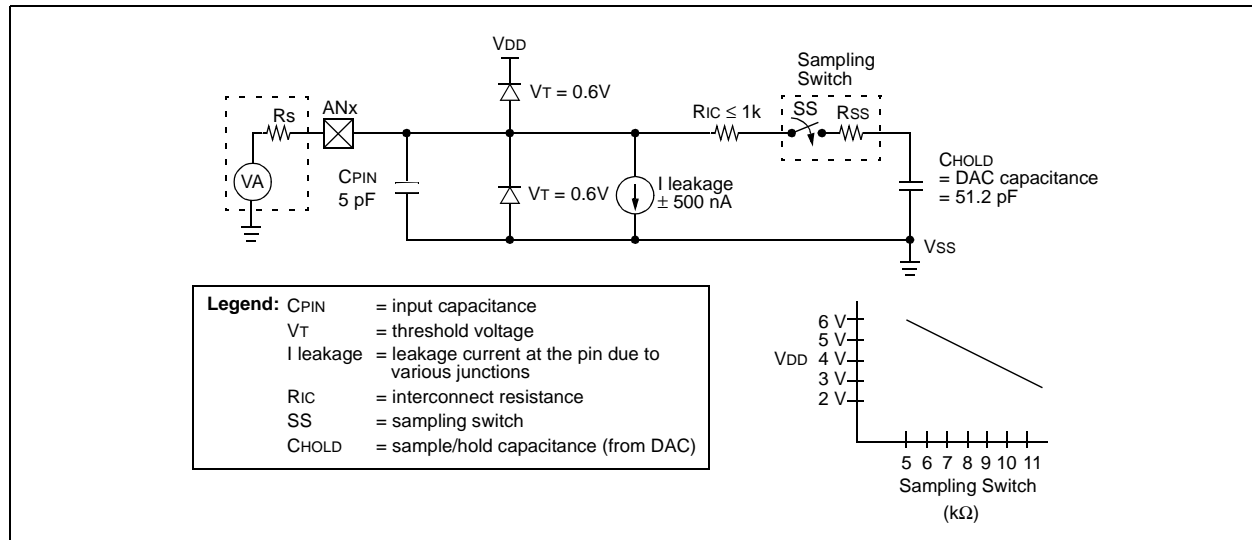 VDD
VT = 0.6V
Sampling
Switch
Rs
ANx
RIC ≤ 1k
SS
RSS
VA
CPIN
5 pF
VT = 0.6V
I leakage
± 500 nA
CHOLD
= DAC capacitance
= 51.2 pF
VSS
Legend: CPIN = input capacitance
VT = threshold voltage
I leakage = leakage current at the pin due to
various junctions
RIC = interconnect resistance
SS = sampling switch
CHOLD = sample/hold capacitance (from DAC)
6 V
5 V
VDD 4 V
3 V
2 V
5 6 7 8 9 10 11
Sampling Switch
(kΩ)